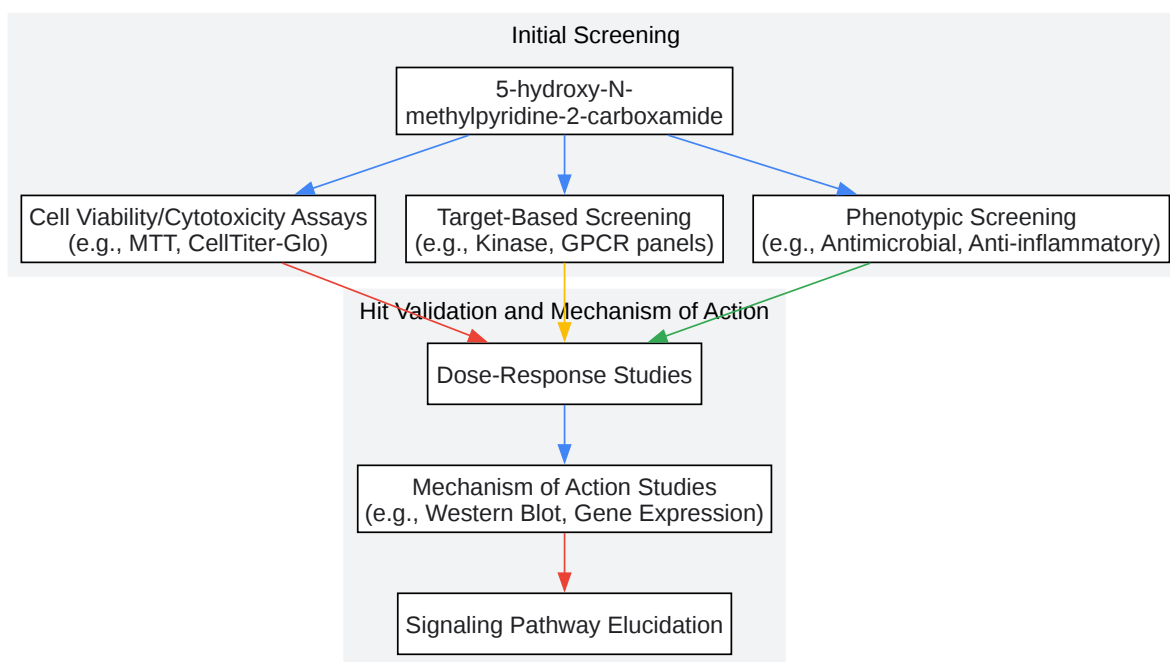 Initial Screening
5-hydroxy-N-
methylpyridine-2-carboxamide
Cell Viability/Cytotoxicity Assays
(e.g., MTT, CellTiter-Glo)
Target-Based Screening
(e.g., Kinase, GPCR panels)
Phenotypic Screening
(e.g., Antimicrobial, Anti-inflammatory)
Hit Validation and Mechanism of Action
Dose-Response Studies
Mechanism of Action Studies
(e.g., Western Blot, Gene Expression)
Signaling Pathway Elucidation